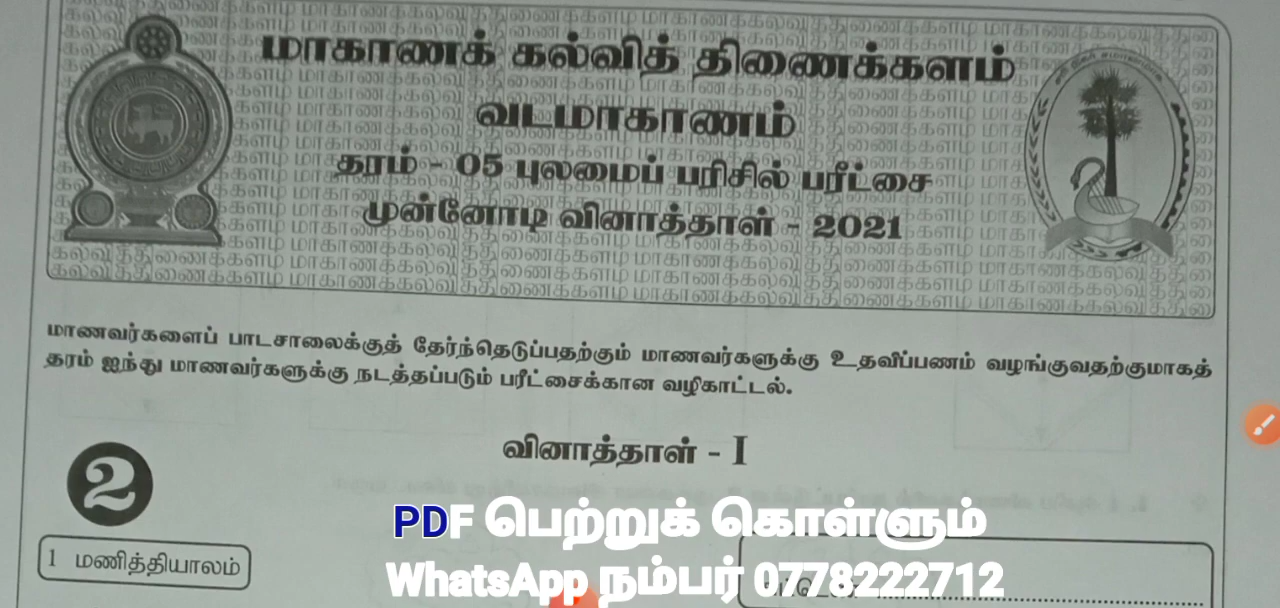 மாகாணக் கல்வித் திணைக்களம்
வடமாகாணம்
தரம் - 05 புலமைப் பரிசில் பரீட்சை
முன்னோடி வினாத்தாள் - 2021
மாணவர்களைப் பாடசாலைக்குத் தேர்ந்தெடுப்பதற்கும் மாணவர்களுக்கு உதவிப்பணம் வழங்குவதற்குமாகத்
தரம் ஐந்து மாணவர்களுக்கு நடத்தப்படும் பரீட்சைக்கான வழிகாட்டல்.
வினாத்தாள் - I
2
1 மணித்தியாலம்
PDF பெற்றுக் கொள்ளும்
WhatsApp நம்பர் 0778222712